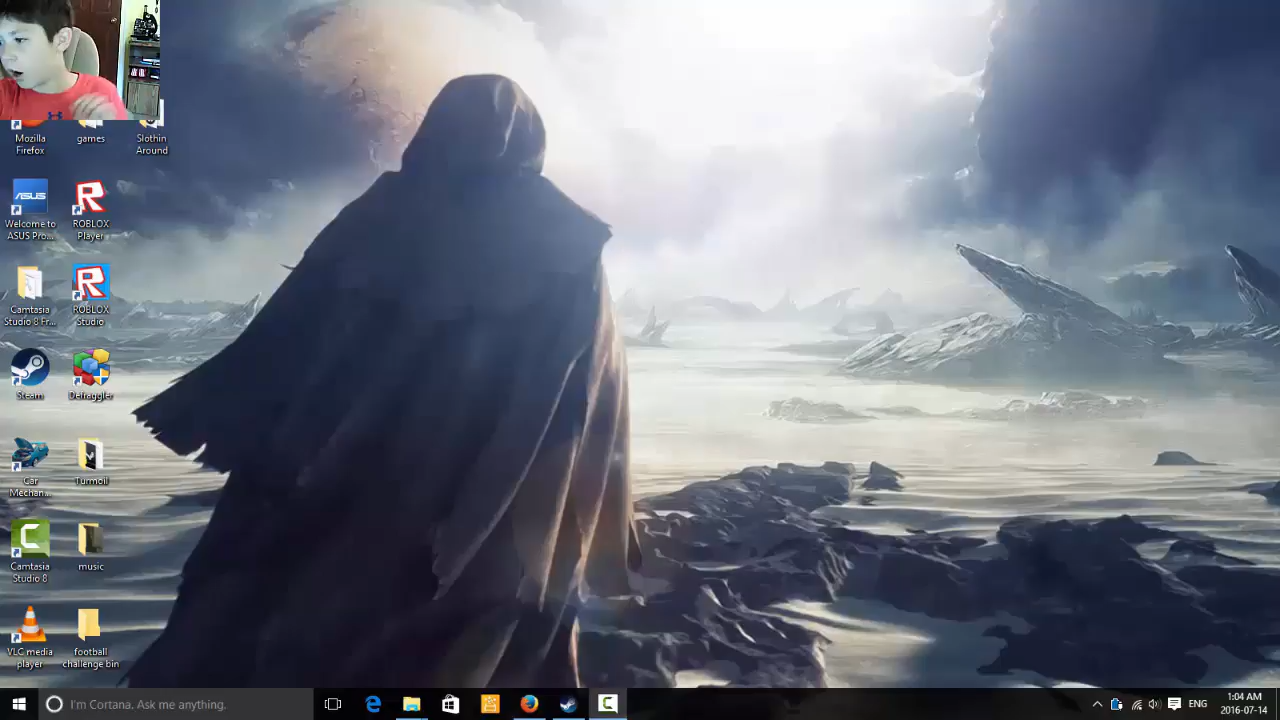 Mozilla
Firefox
games
Slothin
Around
ASUS
Welcome to
ASUS Pro...
ROBLOX
Player
Camtasia
Studio 8 Fr...
ROBLOX
Studio
Steam
Defraggler
Car
Mechan...
Turmoil
Camtasia
Studio 8
music
VLC media
player
football
challenge bin
I'm Cortana. Ask me anything.
ENG
1:04 AM
2016-07-14